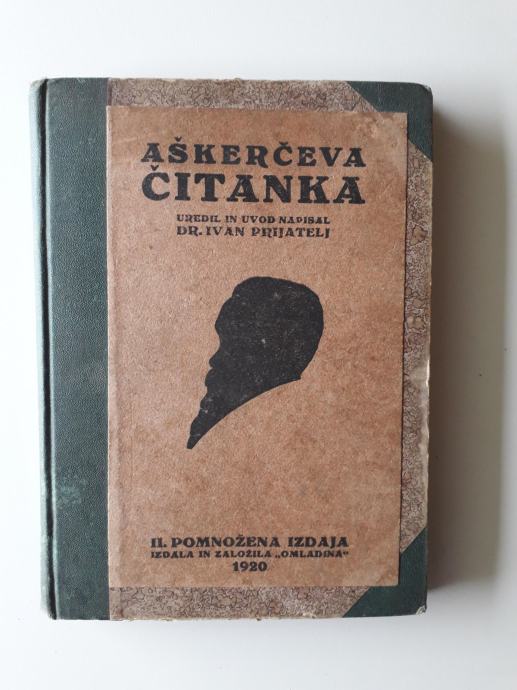 AŠKERČEVA
ČITANKA
UREDIL IN UVOD NAPISAL
DR. IVAN PRIJATELJ
II. POMNOŽENA IZDAJA
IZDALA IN ZALOŽILA „OMLADINA“
1920